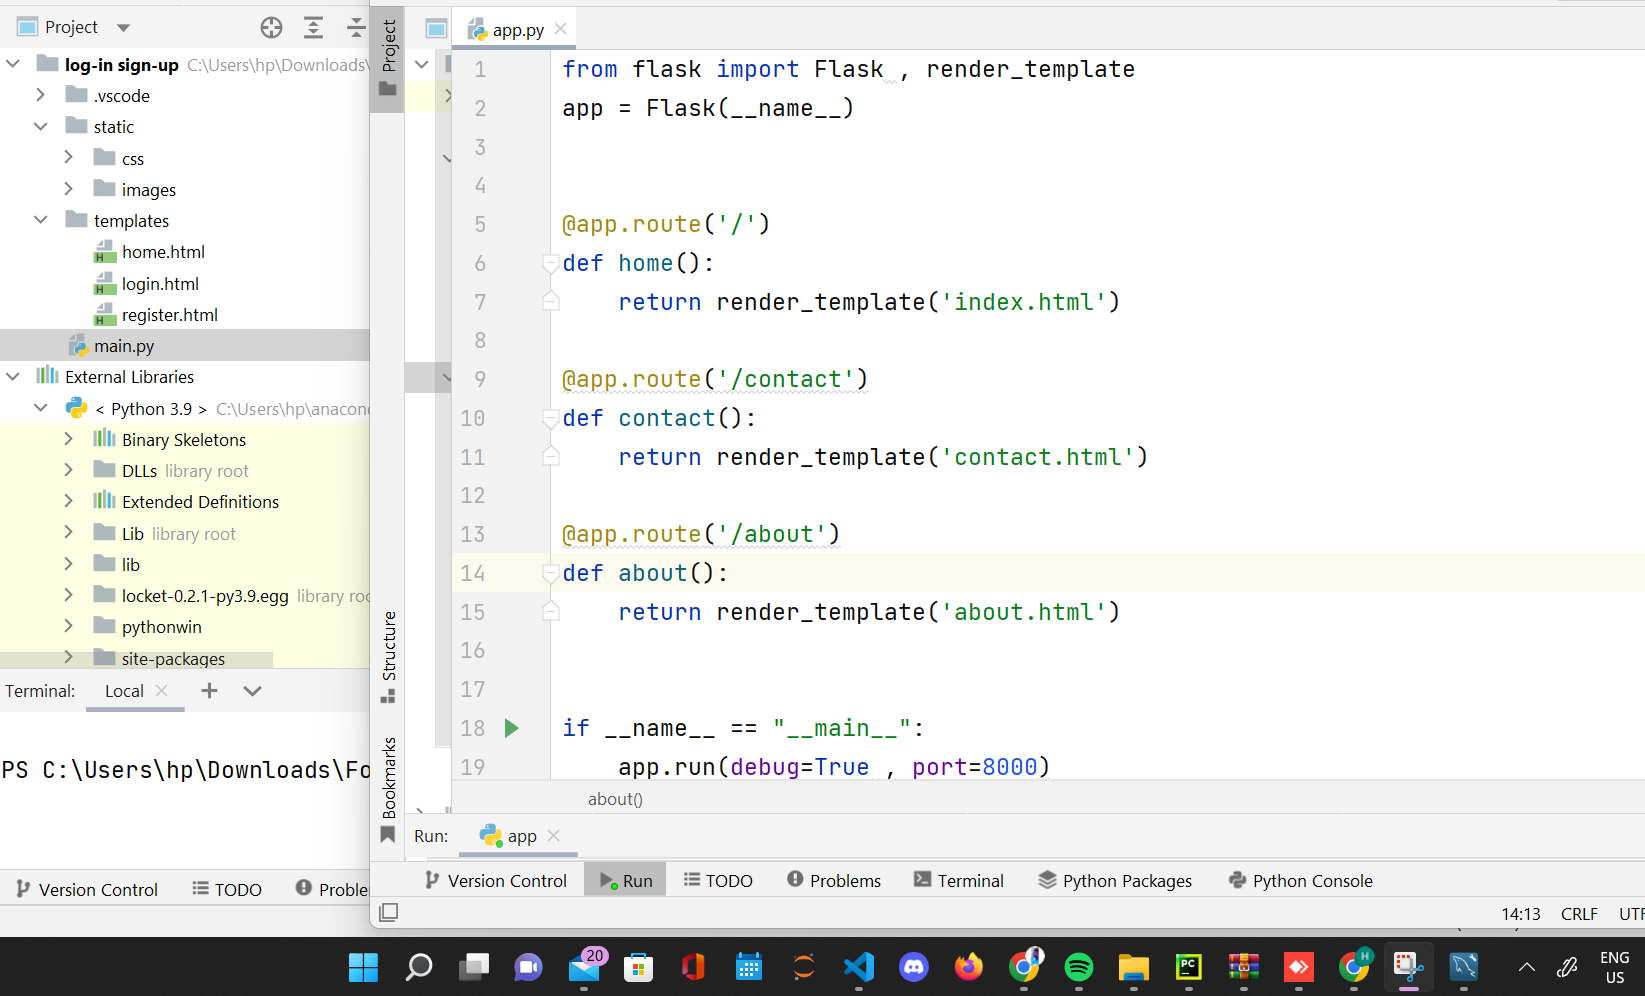 Project
log-in sign-up C:\Users\hp\Downloads\
.vscode
static
css
images
templates
home.html
login.html
register.html
main.py
External Libraries
< Python 3.9 > C:\Users\hp\anacond
Binary Skeletons
DLLs library root
Extended Definitions
Lib library root
lib
locket-0.2.1-py3.9.egg library roo
pythonwin
site-packages
Terminal: Local
PS C:\Users\hp\Downloads\Fo
Version Control TODO Proble
Project
Structure
Bookmarks
app.py
1 from flask import Flask , render_template
2 app = Flask(__name__)
3
4
5 @app.route('/')
6 def home():
7 return render_template('index.html')
8
9 @app.route('/contact')
10 def contact():
11 return render_template('contact.html')
12
13 @app.route('/about')
14 def about():
15 return render_template('about.html')
16
17
18 if __name__ == "__main__":
19 app.run(debug=True , port=8000)
about()
Run: app
Version Control Run TODO Problems Terminal Python Packages Python Console
14:13 CRLF UTF
20
PC
H
ENG
US